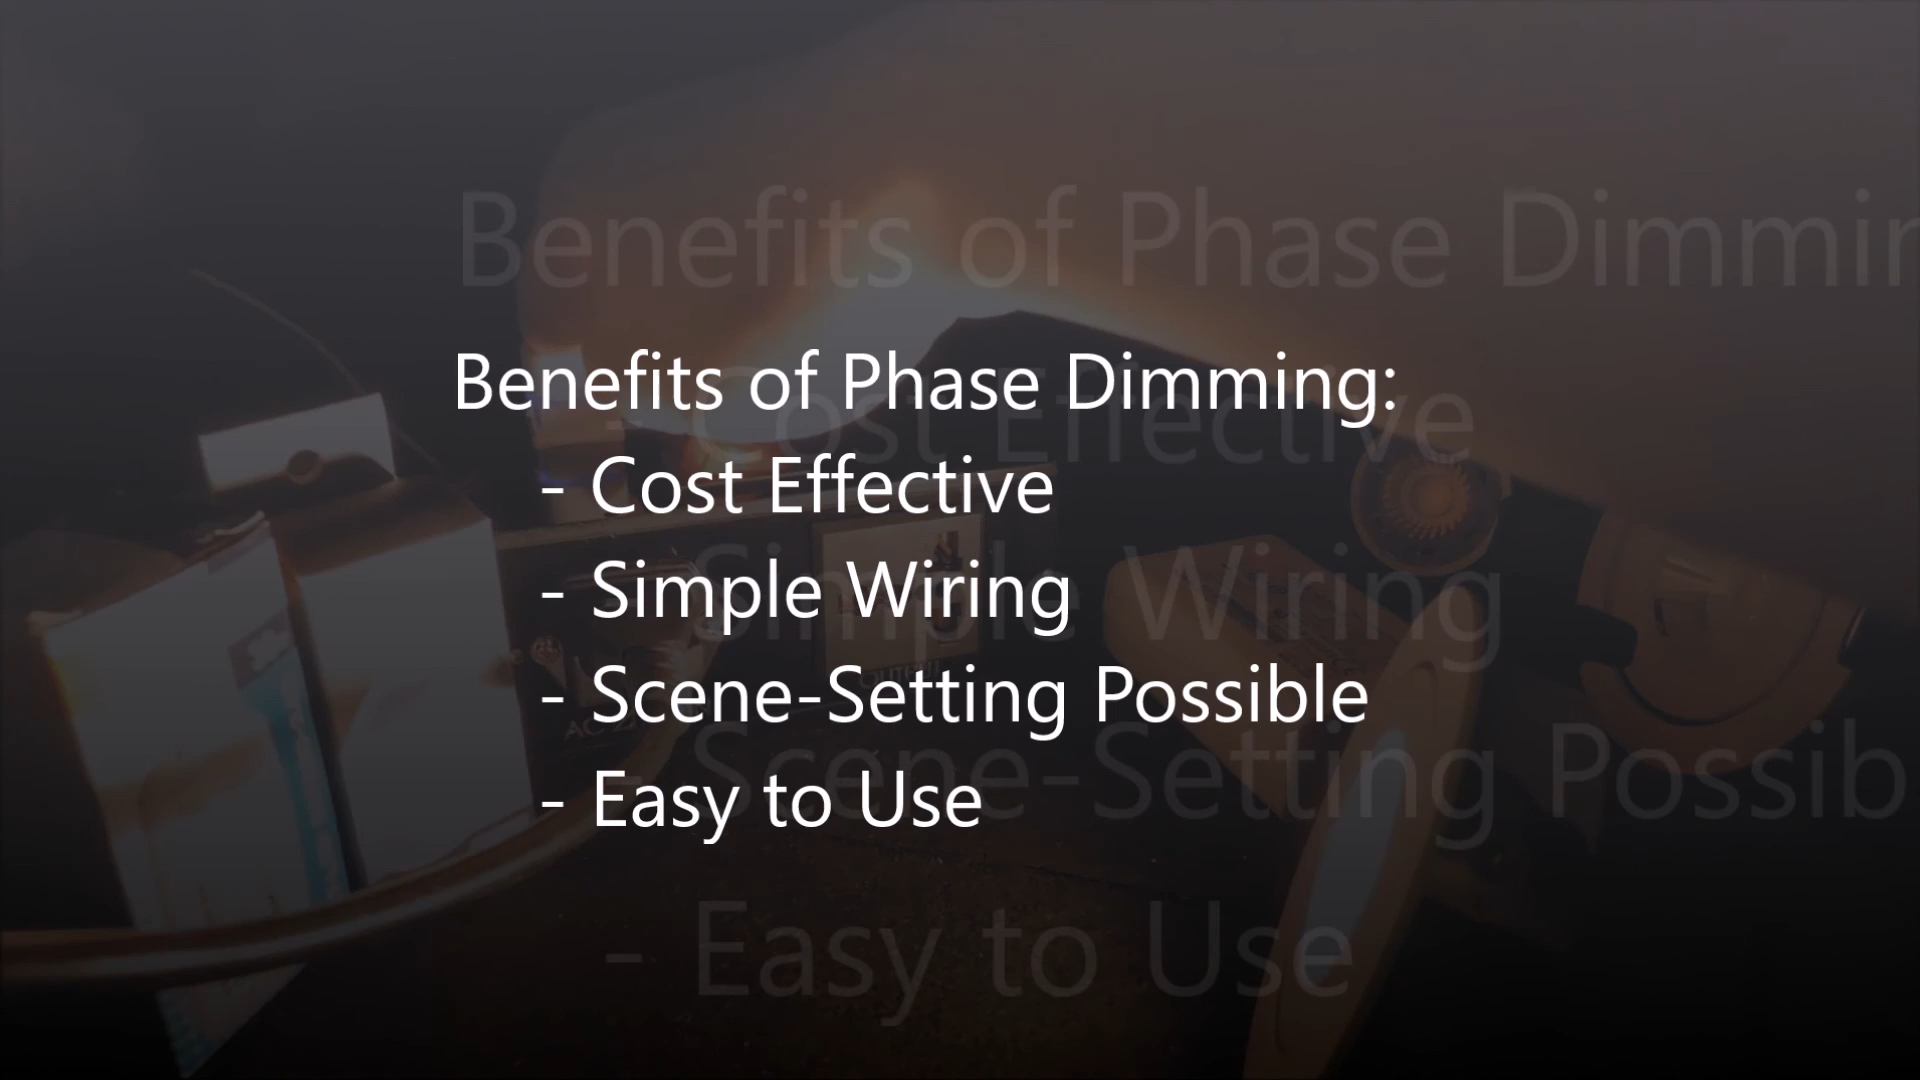 Benefits of Phase Dimming:
- Cost Effective
- Simple Wiring
- Scene-Setting Possible
- Easy to Use